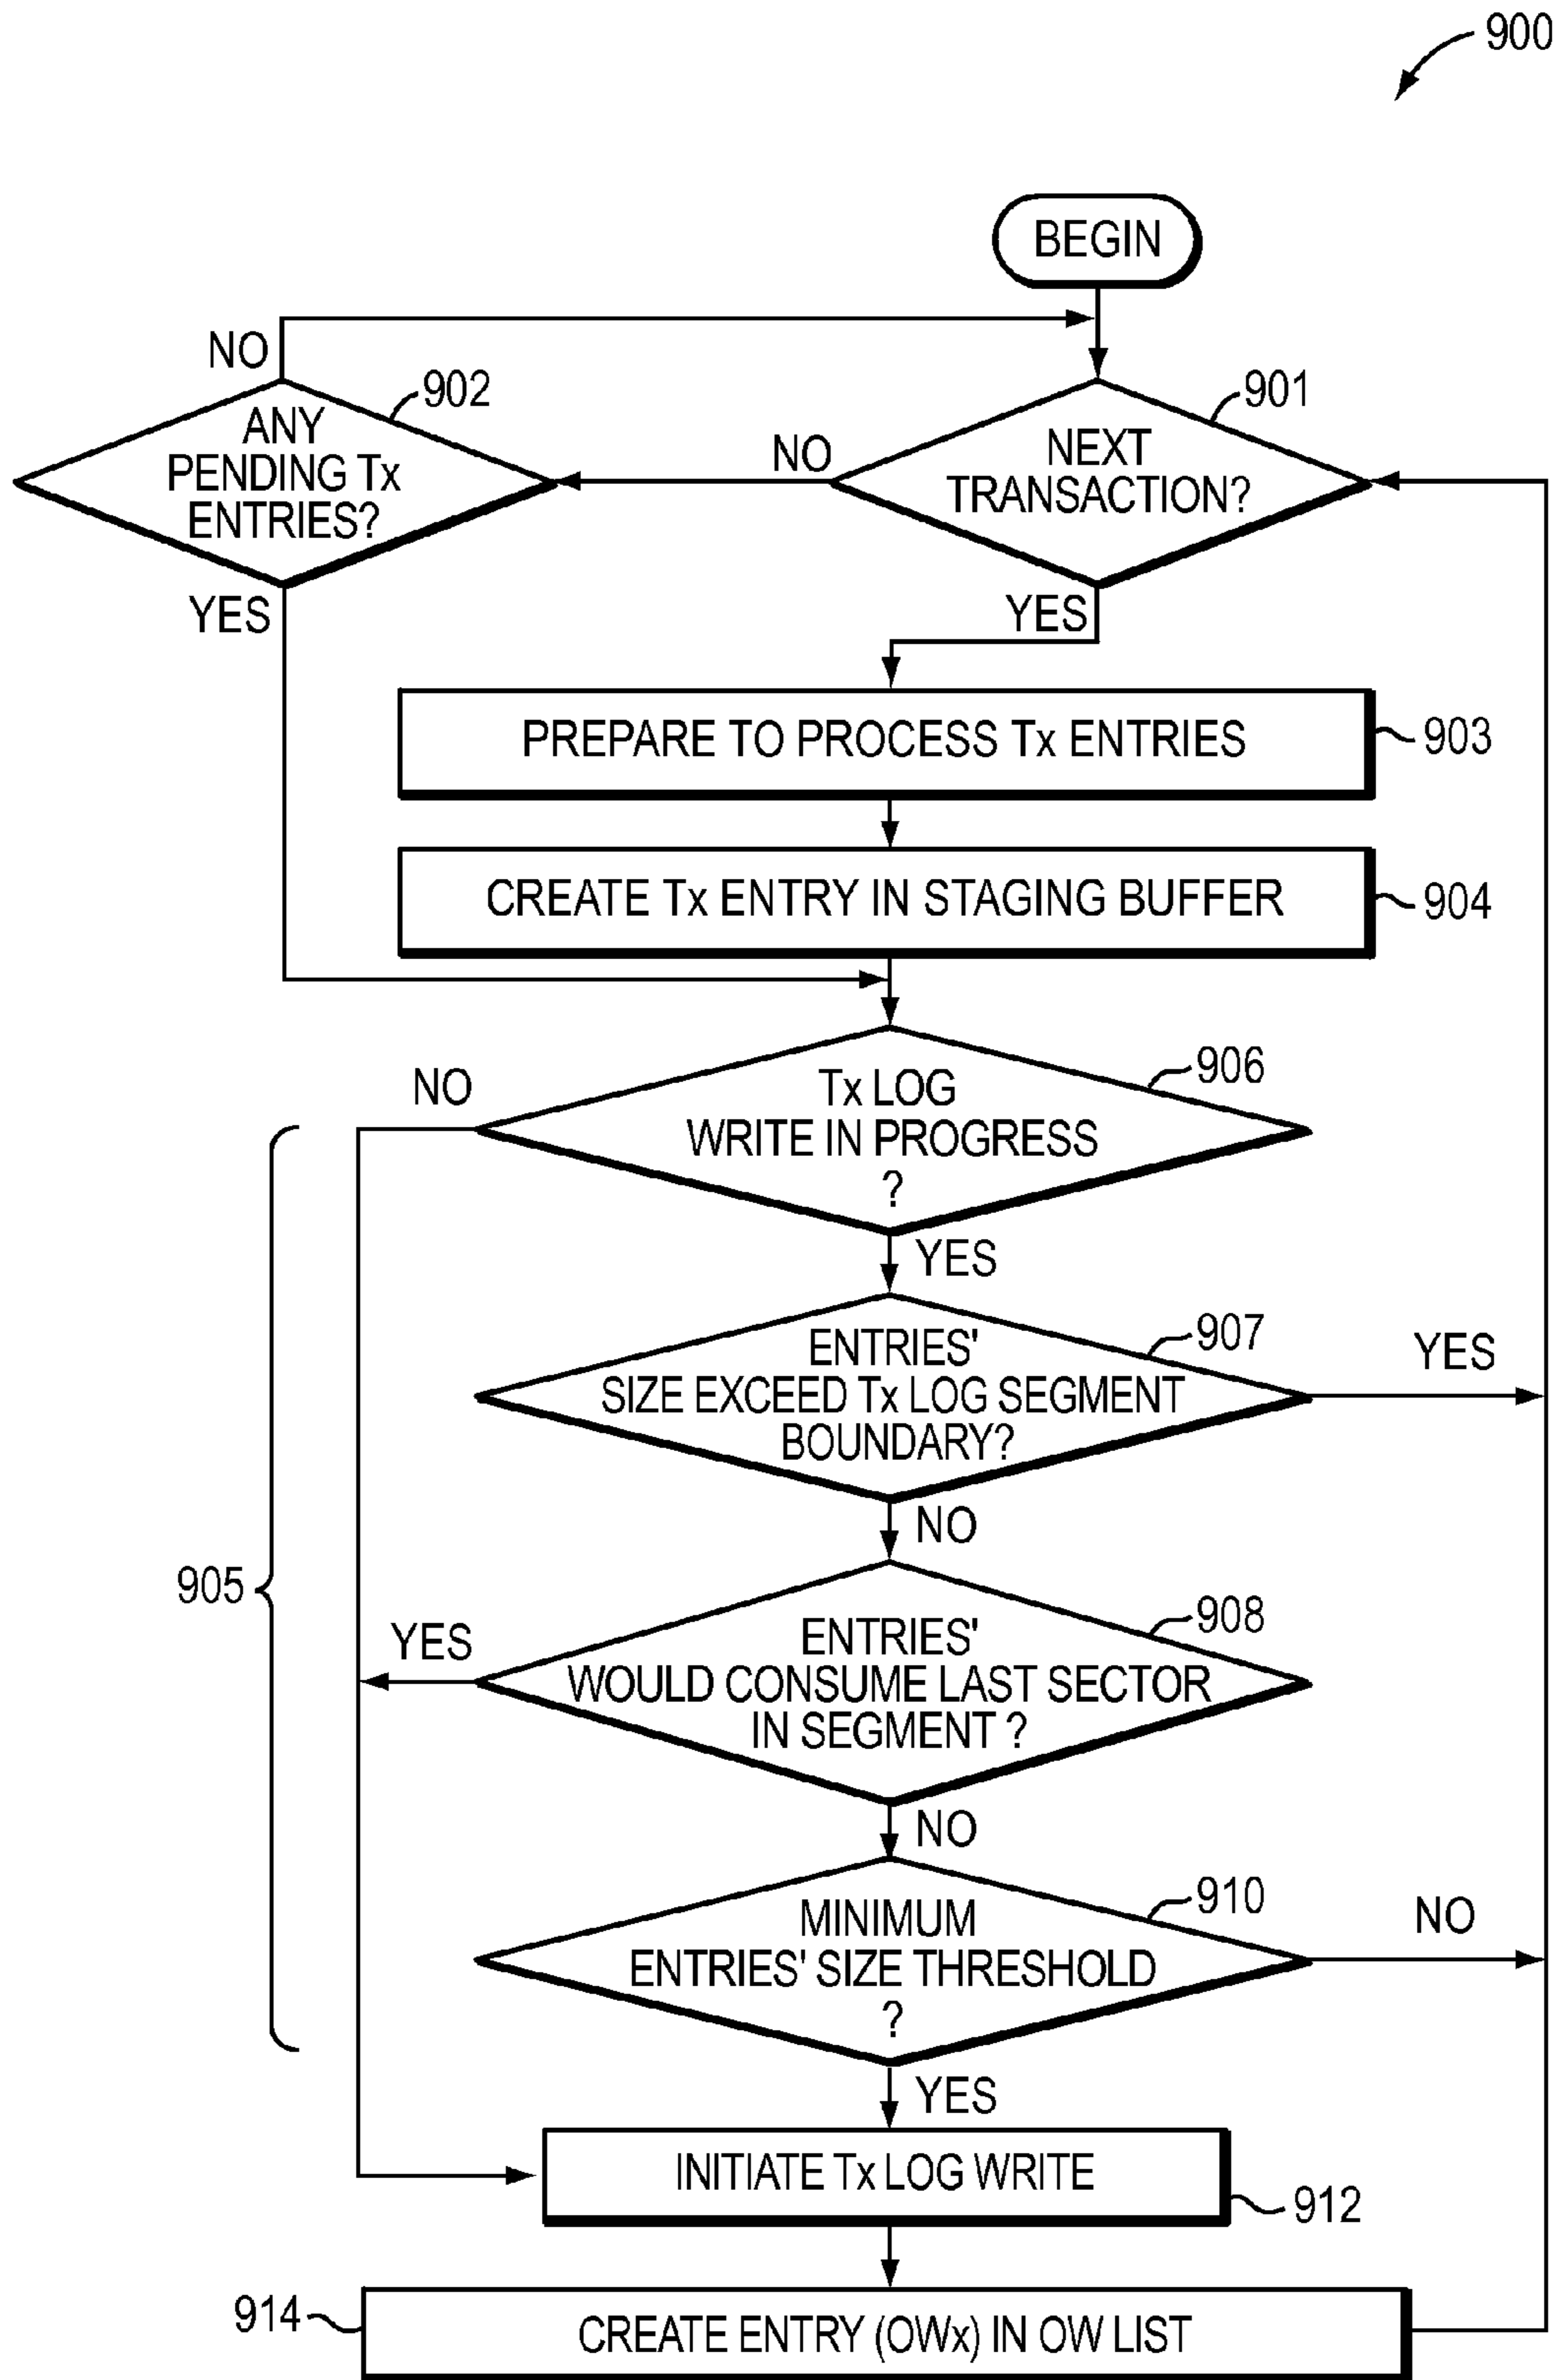 900
BEGIN
NO
902
901
ANY
PENDING Tx
ENTRIES?
NO
NEXT
TRANSACTION?
YES
YES
PREPARE TO PROCESS Tx ENTRIES
903
CREATE Tx ENTRY IN STAGING BUFFER
904
NO
906
Tx LOG
WRITE IN PROGRESS
?
YES
907
ENTRIES'
SIZE EXCEED Tx LOG SEGMENT
BOUNDARY?
YES
NO
905
908
YES
ENTRIES'
WOULD CONSUME LAST SECTOR
IN SEGMENT ?
NO
910
MINIMUM
ENTRIES' SIZE THRESHOLD
?
NO
YES
INITIATE Tx LOG WRITE
912
914
CREATE ENTRY (OWx) IN OW LIST